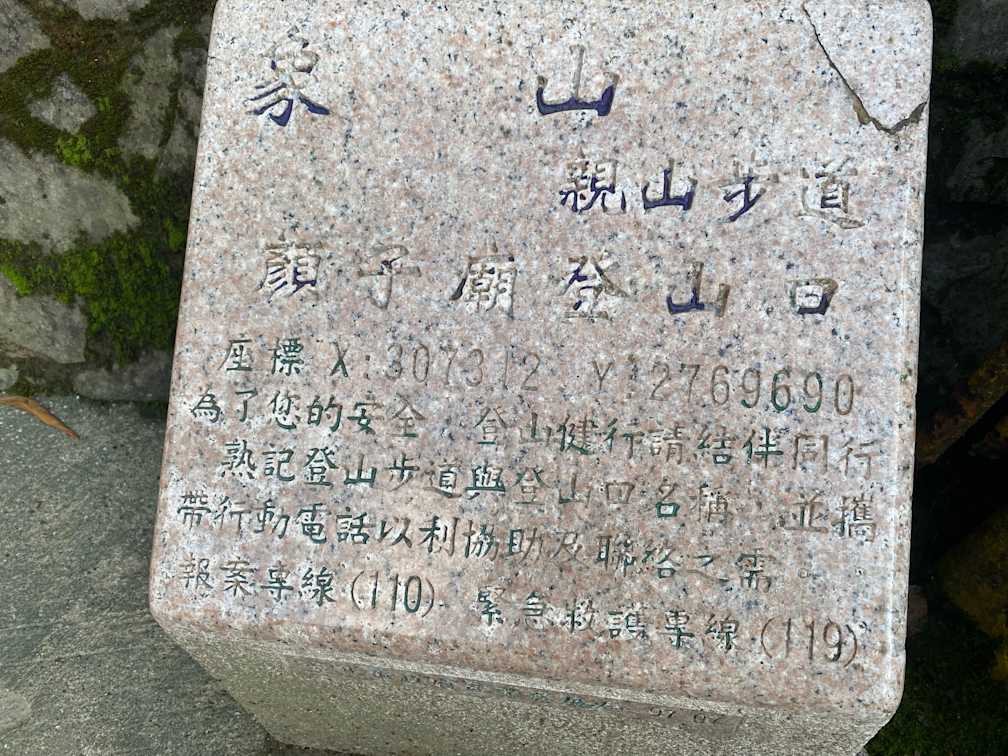 象 山
親山步道
顏子廟登山口
座標 X:307312 Y:2769690
為了您的安全 登山健行請結伴同行
熟記登山步道與登山口名稱 並攜
帶行動電話以利協助及聯絡之需。
報案專線(110) 緊急救護專線(119)